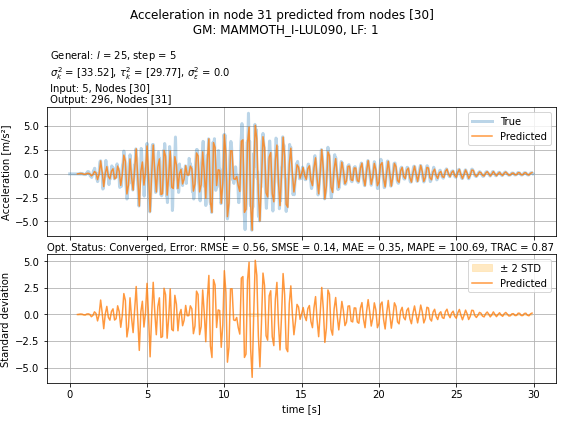 Acceleration in node 31 predicted from nodes [30]
GM: MAMMOTH_I-LUL090, LF: 1
General: l = 25, step = 5
σ²_k = [33.52], τ²_k = [29.77], σ²_ε = 0.0
Input: 5, Nodes [30]
Output: 296, Nodes [31]
Acceleration [m/s²]
5.0
2.5
0.0
−2.5
−5.0
True
Predicted
Opt. Status: Converged, Error: RMSE = 0.56, SMSE = 0.14, MAE = 0.35, MAPE = 100.69, TRAC = 0.87
Standard deviation
5.0
2.5
0.0
−2.5
−5.0
± 2 STD
Predicted
0 5 10 15 20 25 30
time [s]